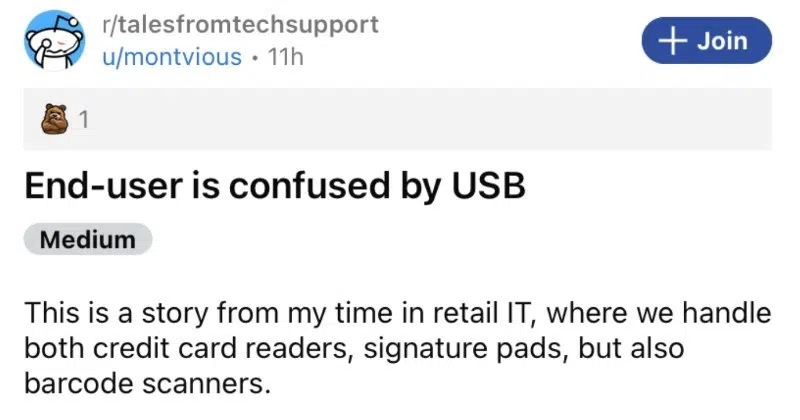 r/talesfromtechsupport
u/montvious • 11h
+ Join
1
End-user is confused by USB
Medium
This is a story from my time in retail IT, where we handle
both credit card readers, signature pads, but also
barcode scanners.